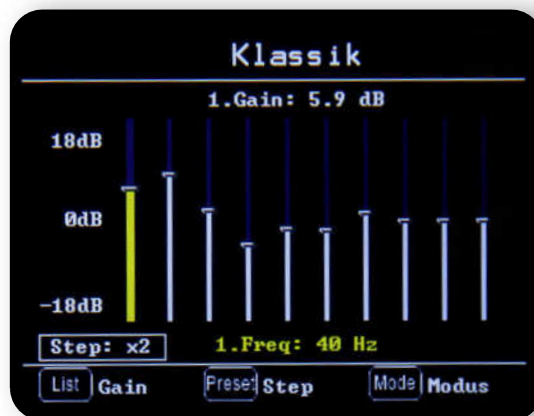 Klassik
1.Gain: 5.9 dB
18dB
0dB
-18dB
Step: x2 1.Freq: 40 Hz
List Gain Preset Step Mode Modus